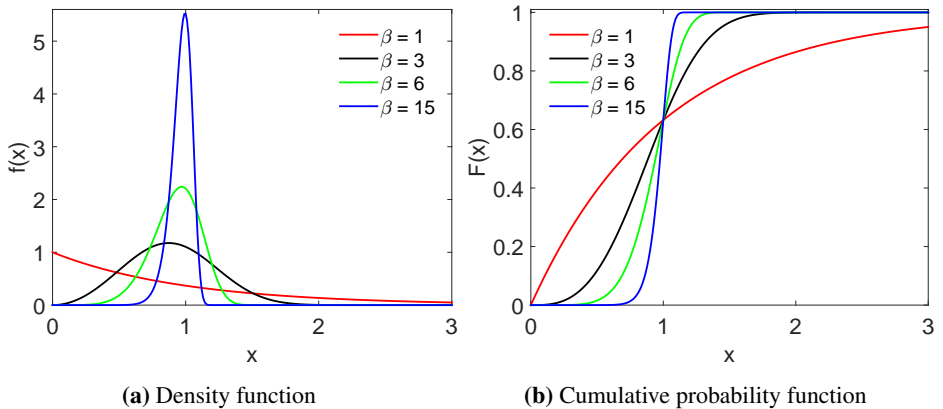 f(x)
5
4
3
2
1
0
0
1
2
3
x
β = 1
β = 3
β = 6
β = 15
(a) Density function
F(x)
1
0.8
0.6
0.4
0.2
0
0
1
2
3
x
β = 1
β = 3
β = 6
β = 15
(b) Cumulative probability function